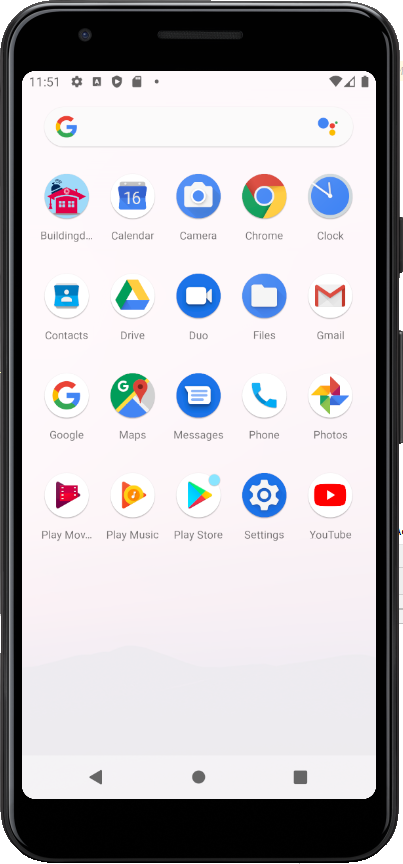 11:51
Buildingd...
16
Calendar
Camera
Chrome
Clock
Contacts
Drive
Duo
Files
Gmail
Google
G
Maps
Messages
Phone
Photos
Play Mov...
Play Music
Play Store
Settings
YouTube